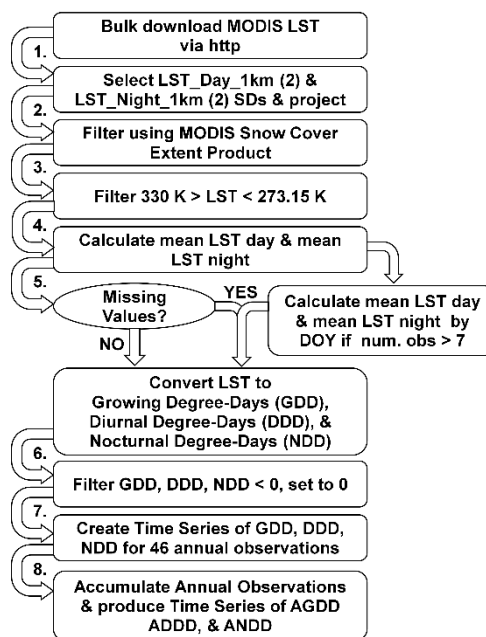 Bulk download MODIS LST
via http
1.
Select LST_Day_1km (2) &
LST_Night_1km (2) SDs & project
2.
Filter using MODIS Snow Cover
Extent Product
3.
Filter 330 K > LST < 273.15 K
4.
Calculate mean LST day & mean
LST night
5.
Missing
Values?
YES
NO
Calculate mean LST day
& mean LST night by
DOY if num. obs > 7
Convert LST to
Growing Degree-Days (GDD),
Diurnal Degree-Days (DDD), &
Nocturnal Degree-Days (NDD)
6.
Filter GDD, DDD, NDD < 0, set to 0
7.
Create Time Series of GDD, DDD,
NDD for 46 annual observations
8.
Accumulate Annual Observations
& produce Time Series of AGDD
ADDD, & ANDD